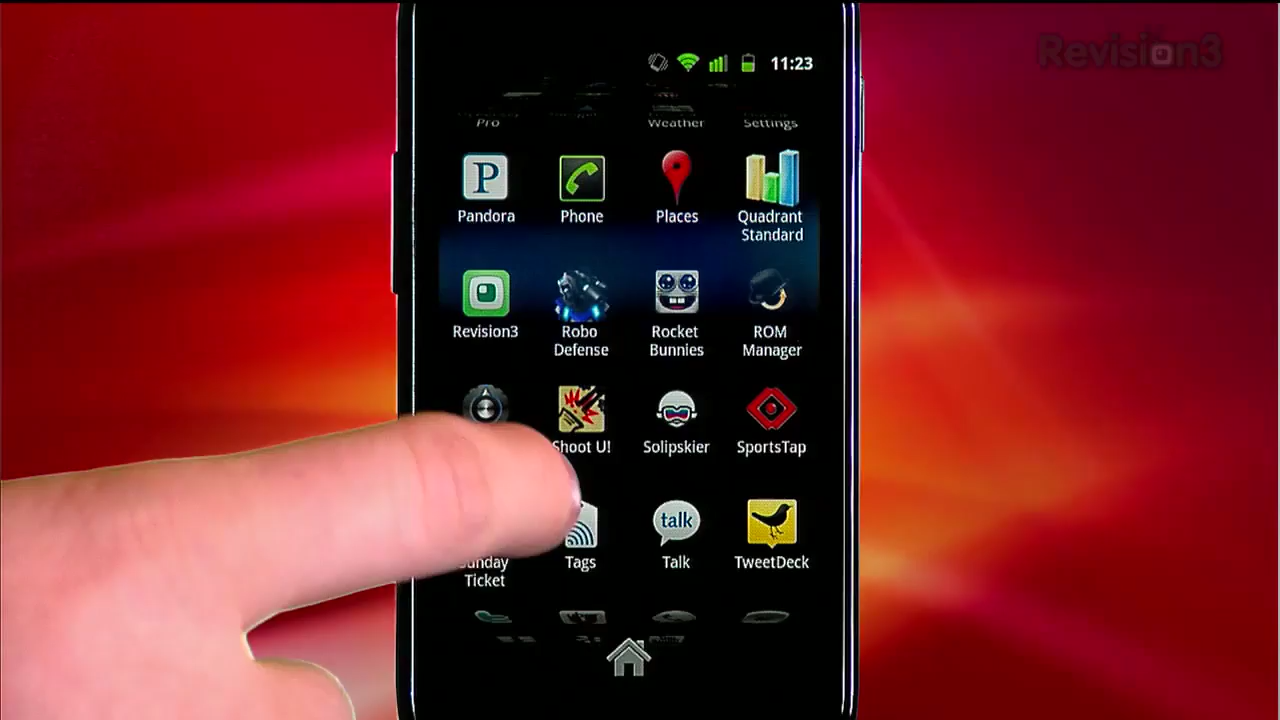 Revision3
11:23
Pro
Weather
Settings
P
Pandora
Phone
Places
Quadrant
Standard
Revision3
Robo
Defense
Rocket
Bunnies
ROM
Manager
Shoot U!
Solipskier
SportsTap
talk
Sunday
Ticket
Tags
Talk
TweetDeck